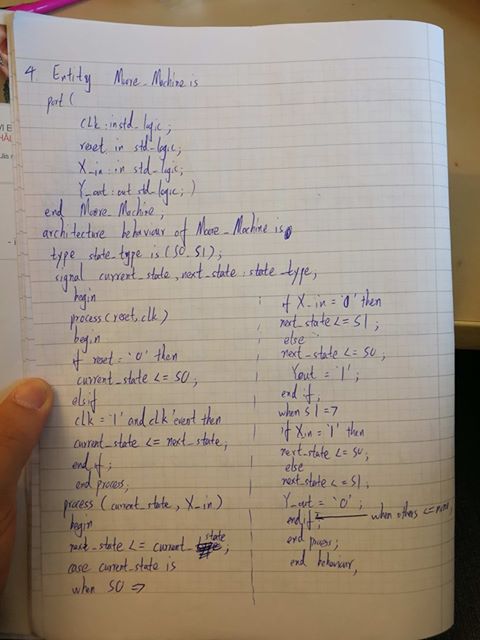 4 Entity Moore_Machine is
port (
clk : in std_logic;
reset in std_logic;
X_in : in std_logic;
Y_out : out std_logic; )
end Moore_Machine;
architecture behaviour of Moore_Machine is
type state_type is (S0, S1);
signal current_state, next_state : state_type;
begin
process (reset, clk)
begin
if reset = '0' then
current_state <= S0,
elsif
clk = '1' and clk'event then
current_state <= next_state,
end if;
end process;
process (current_state, X_in)
begin
next_state <= current_state;
case current_state is
when S0 =>
if X_in = '0' then
next_state <= S1;
else
next_state <= S0;
Yout = '1';
end if;
when S1 =>
if X_in = '1' then
next_state <= S0;
else
next_state <= S1;
Y_out = '0';
end if; when others <=
end process;
end behaviour,